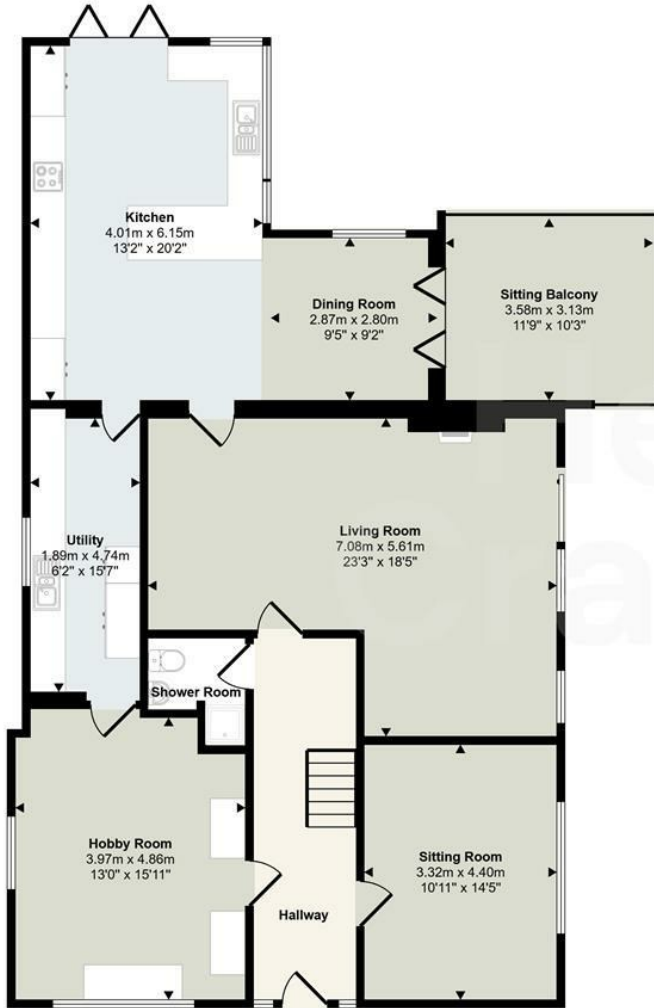 Kitchen
4.01m x 6.15m
13'2" x 20'2"
Dining Room
2.87m x 2.80m
9'5" x 9'2"
Sitting Balcony
3.58m x 3.13m
11'9" x 10'3"
Living Room
7.08m x 5.61m
23'3" x 18'5"
Utility
1.89m x 4.74m
6'2" x 15'7"
Shower Room
Hobby Room
3.97m x 4.86m
13'0" x 15'11"
Sitting Room
3.32m x 4.40m
10'11" x 14'5"
Hallway